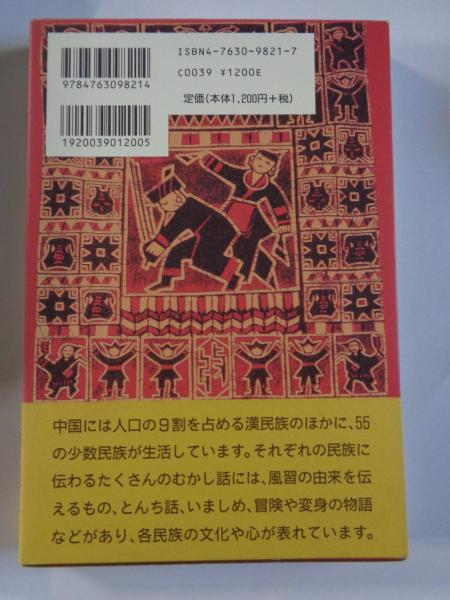 ISBN4-7630-9821-7
C0039 ¥1200E
定価(本体1,200円+税)
9784763098214
1920039012005
中国には人口の9割を占める漢民族のほかに、55
の少数民族が生活しています。それぞれの民族に
伝わるたくさんのむかし話には、風習の由来を伝
えるもの、とんち話、いましめ、冒険や変身の物語
などがあり、各民族の文化や心が表れています。